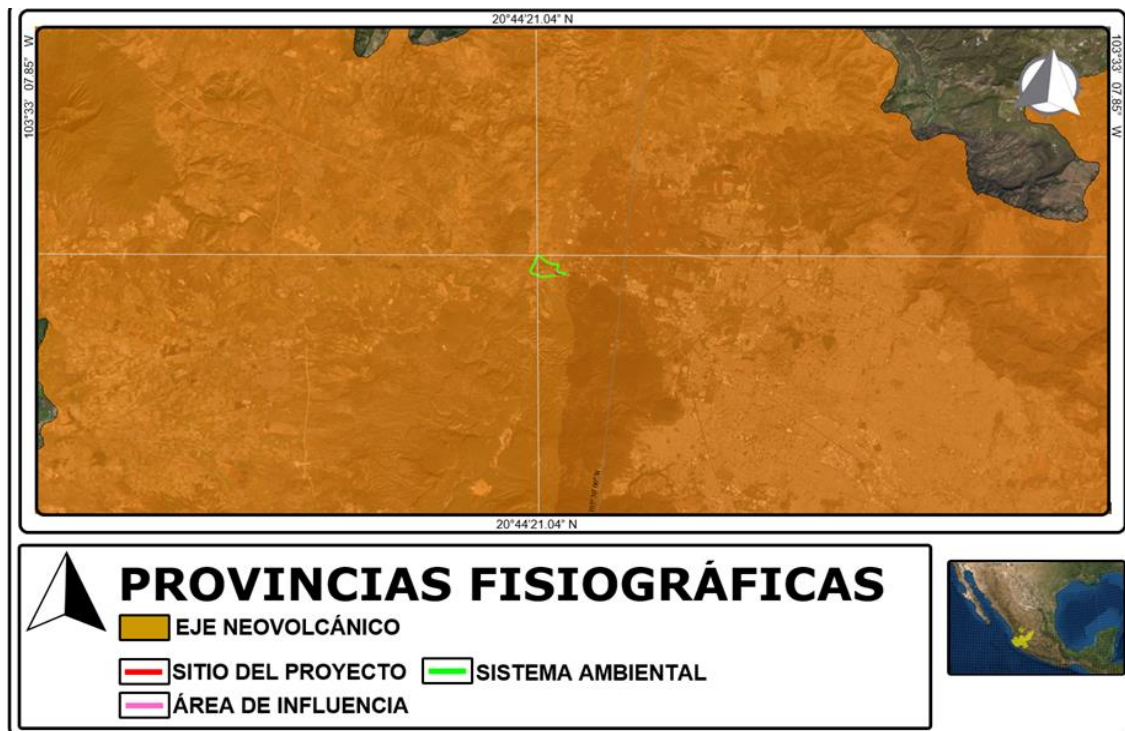 20°44'21.04" N
103°33' 07.85" W
103°33' 07.85" W
20°44'21.04" N
PROVINCIAS FISIOGRÁFICAS
EJE NEOVOLCÁNICO
SITIO DEL PROYECTO
SISTEMA AMBIENTAL
ÁREA DE INFLUENCIA